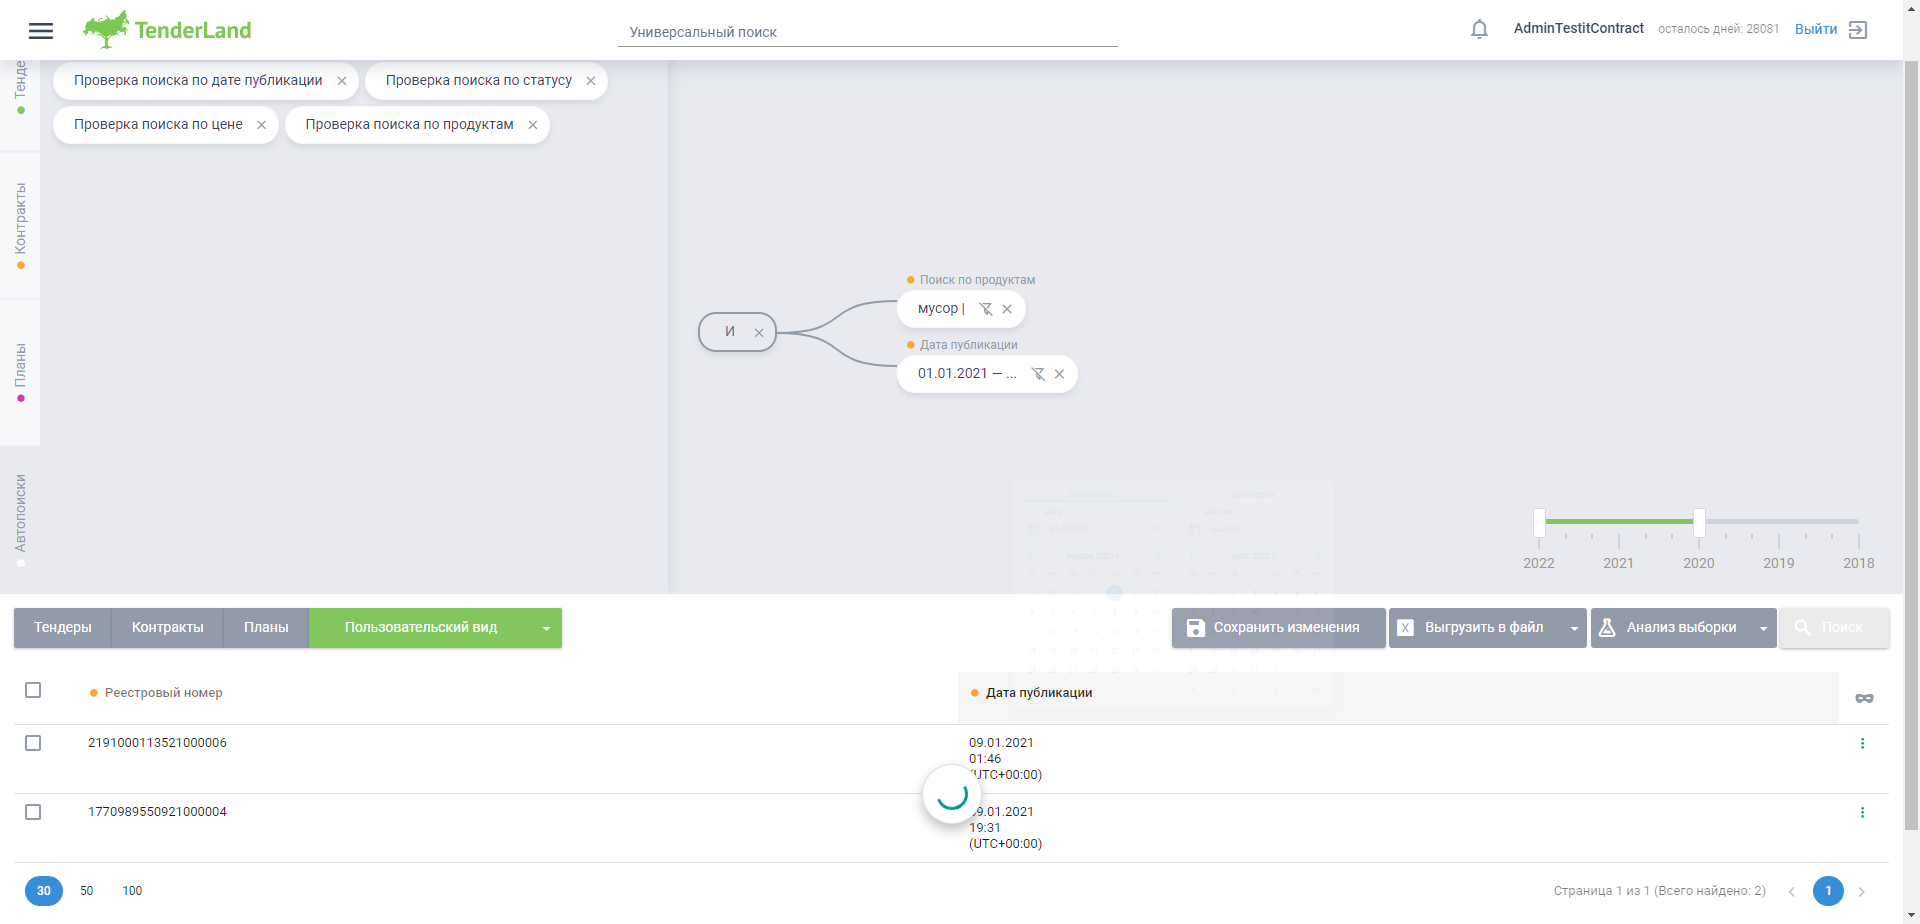 TenderLand
Универсальный поиск
AdminTestitContract
осталось дней: 28081
Выйти
Тенде
Контракты
Планы
Автопоиски
Проверка поиска по дате публикации
Проверка поиска по статусу
Проверка поиска по цене
Проверка поиска по продуктам
И
Поиск по продуктам
мусор |
Дата публикации
01.01.2021 — ...
2022 2021 2020 2019 2018
Тендеры
Контракты
Планы
Пользовательский вид
Сохранить изменения
Выгрузить в файл
Анализ выборки
Поиск
Реестровый номер
Дата публикации
2191000113521000006
09.01.2021
01:46
(UTC+00:00)
1770989550921000004
09.01.2021
19:31
(UTC+00:00)
30 50 100
Страница 1 из 1 (Всего найдено: 2)
1